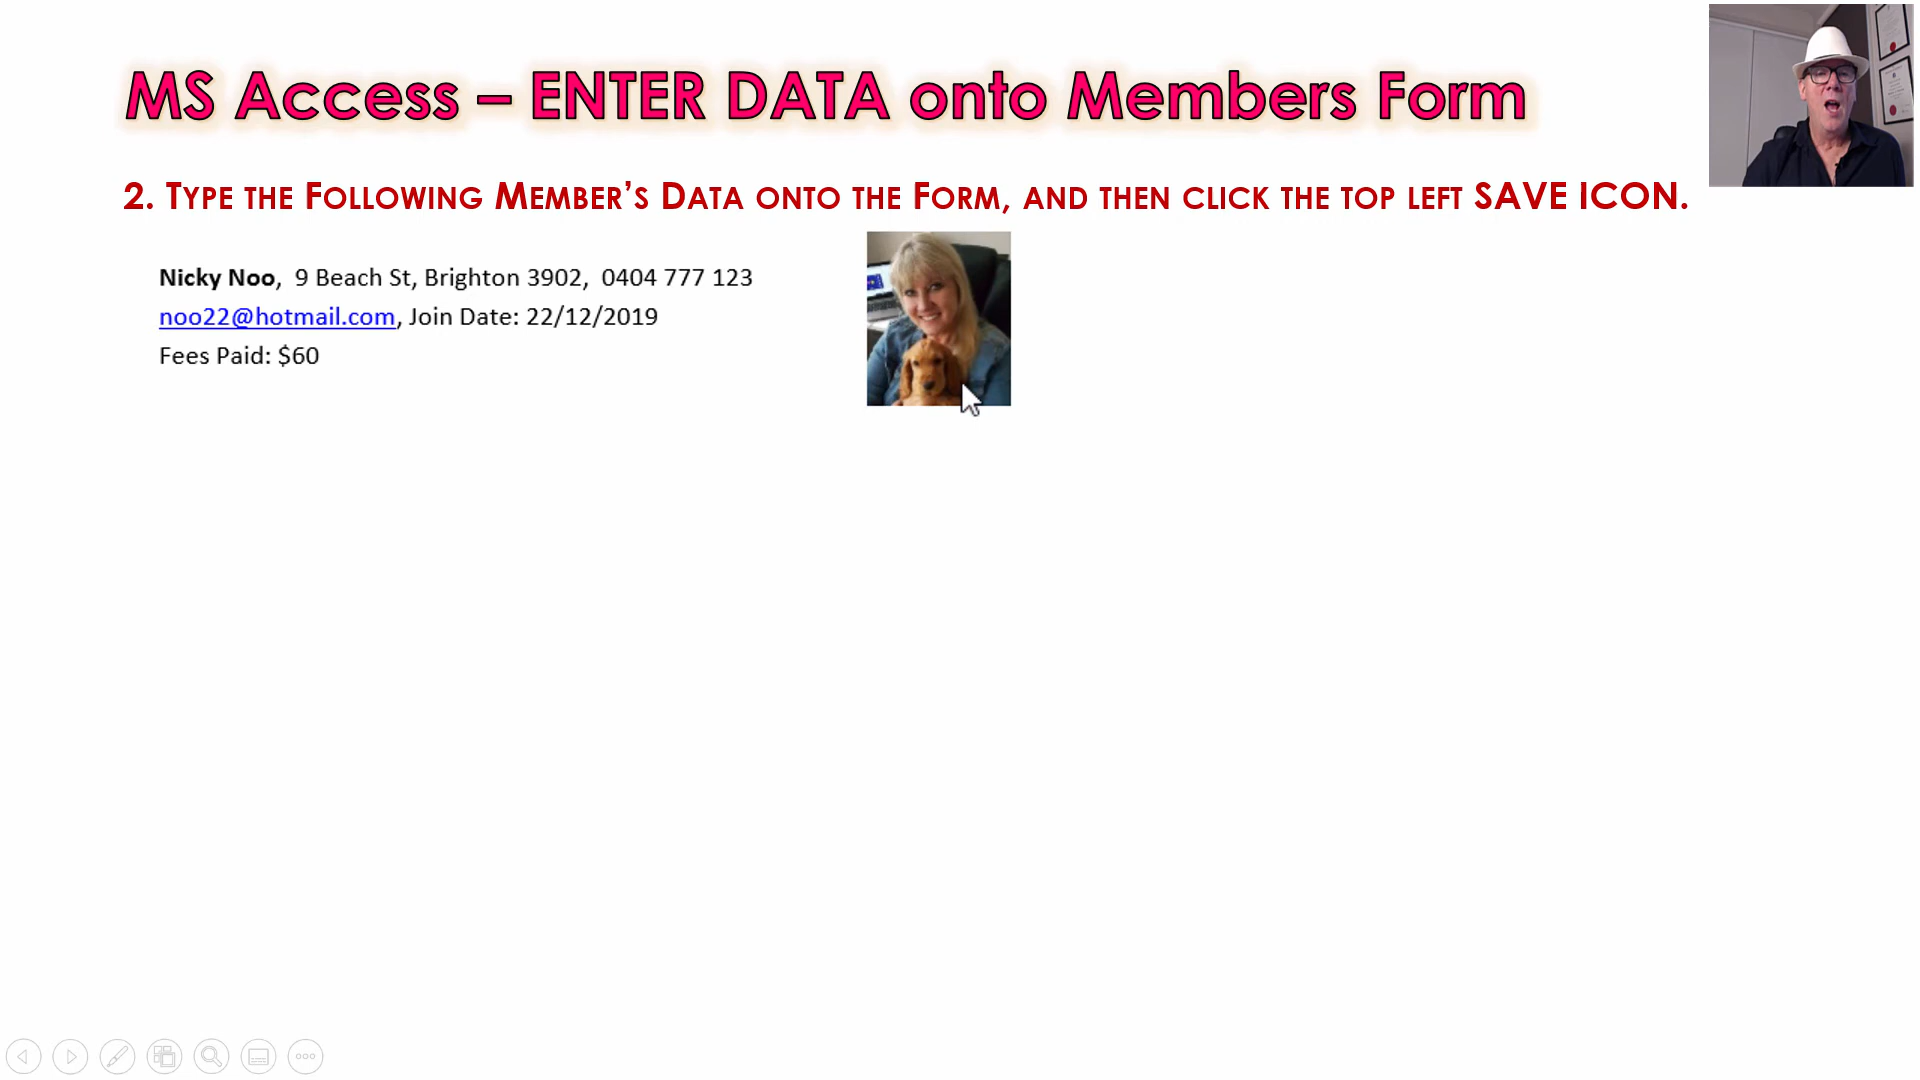 MS Access – ENTER DATA onto Members Form
2. Type the Following Member’s Data onto the Form, and then click the top left SAVE ICON.
Nicky Noo, 9 Beach St, Brighton 3902, 0404 777 123
noo22@hotmail.com, Join Date: 22/12/2019
Fees Paid: $60